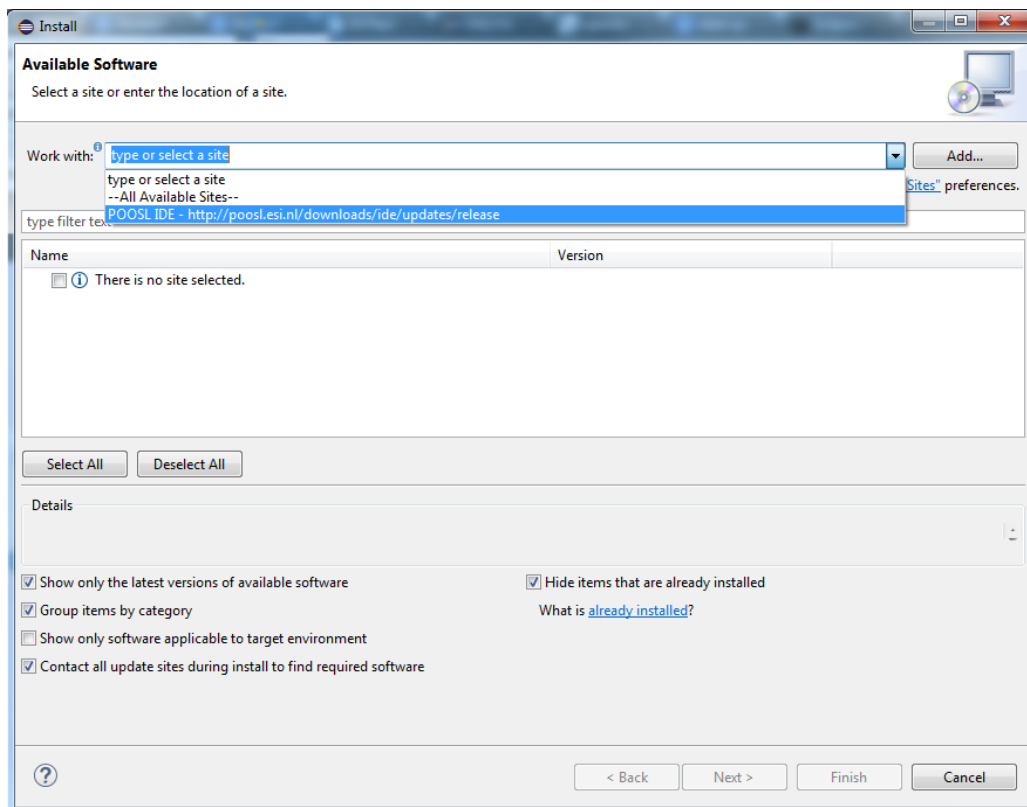 Install
Available Software
Select a site or enter the location of a site.
Work with: type or select a site Add...
type or select a site
--All Available Sites--
POOSL IDE - http://poosl.esi.nl/downloads/ide/updates/release
Sites" preferences.
type filter text
Name Version
There is no site selected.
Select All Deselect All
Details
Show only the latest versions of available software Hide items that are already installed
Group items by category What is already installed?
Show only software applicable to target environment
Contact all update sites during install to find required software
< Back Next > Finish Cancel